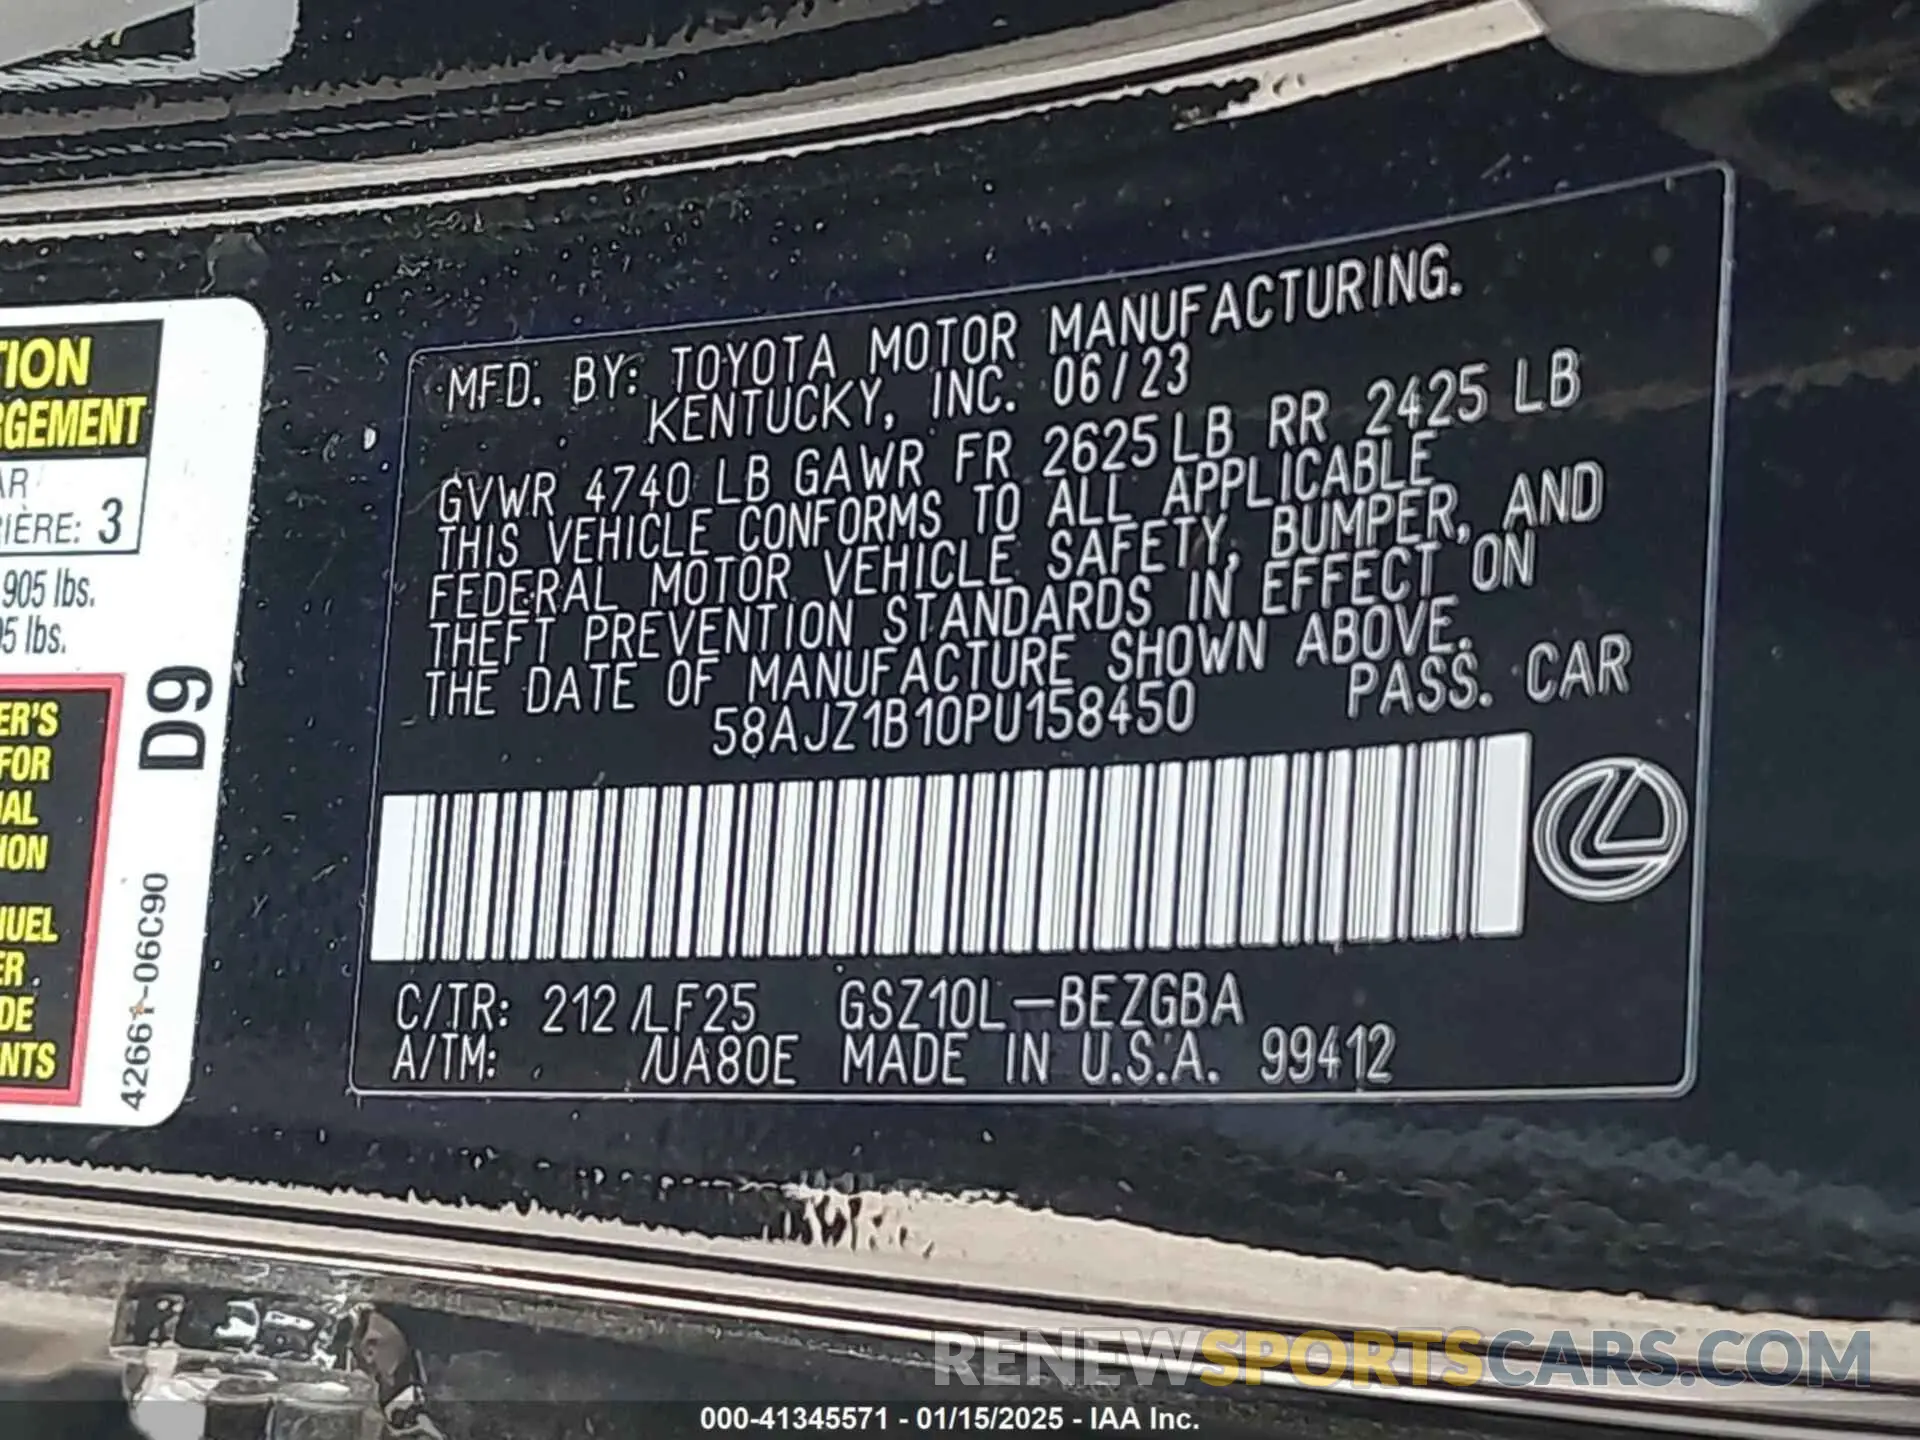 TION
RGEMENT
AR
IÈRE: 3
905 lbs.
5 lbs.
ER'S
FOR
NAL
ION
NUEL
ER.
DE
NTS
D9
42661-06C90
MFD. BY: TOYOTA MOTOR MANUFACTURING.
KENTUCKY, INC. 06/23
GVWR 4740 LB GAWR FR 2625 LB RR 2425 LB
THIS VEHICLE CONFORMS TO ALL APPLICABLE
FEDERAL MOTOR VEHICLE SAFETY, BUMPER, AND
THEFT PREVENTION STANDARDS IN EFFECT ON
THE DATE OF MANUFACTURE SHOWN ABOVE.
58AJZ1B10PU158450 PASS. CAR
C/TR: 212/LF25 GSZ10L-BEZGBA
A/TM: /UA80E MADE IN U.S.A. 99412
RENEWSPORTSCARS.COM
000-41345571 - 01/15/2025 - IAA Inc.